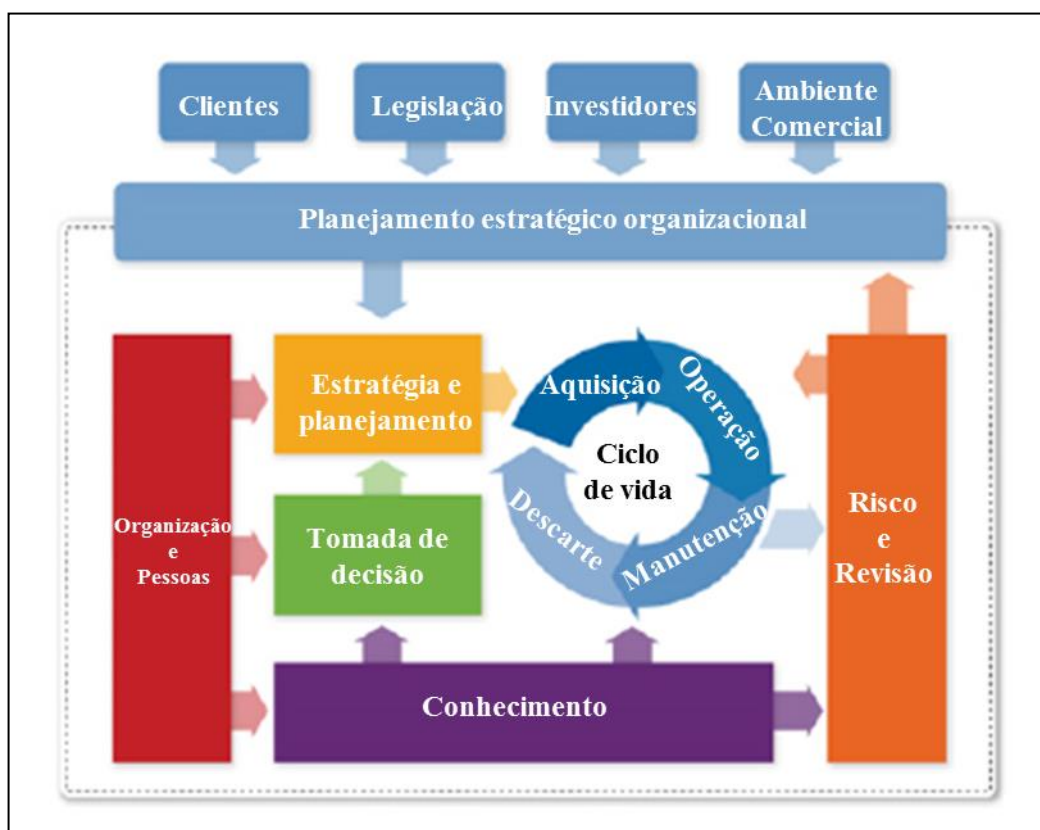 Clientes
Legislação
Investidores
Ambiente
Comercial
Planejamento estratégico organizacional
Estratégia e
planejamento
Aquisição
Operação
Ciclo
de vida
Descarte
Manutenção
Organização
e
Pessoas
Tomada de
decisão
Risco
e
Revisão
Conhecimento